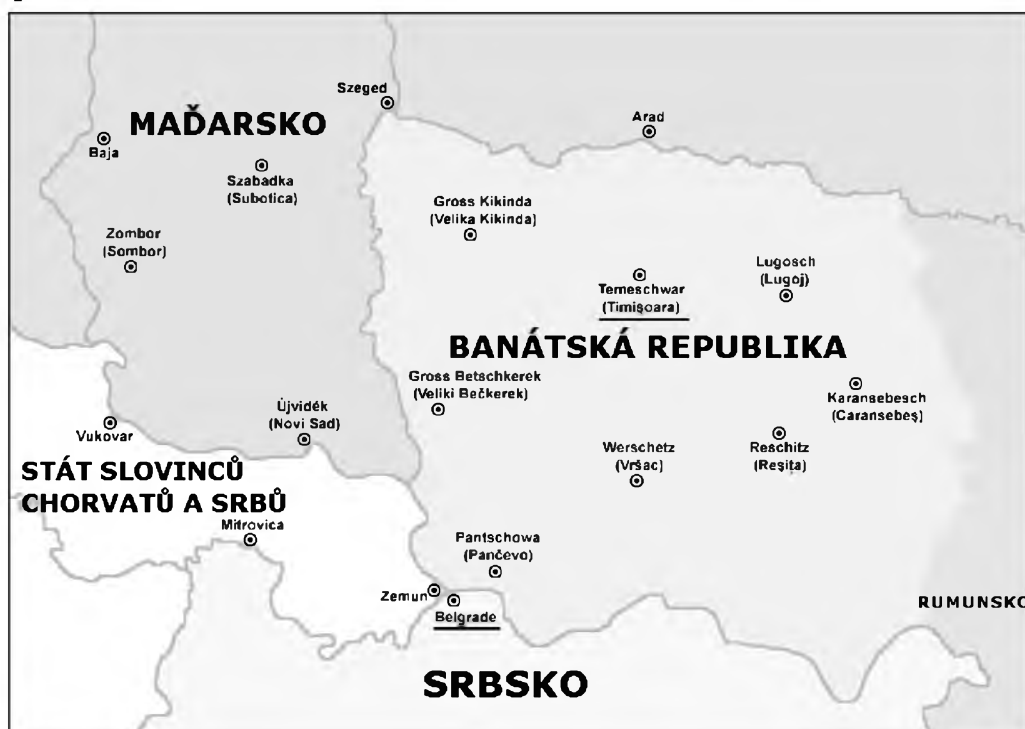 Szeged
MAĎARSKO
Arad
Baja
Szabadka
(Subotica)
Gross Kikinda
(Velika Kikinda)
Zombor
(Sombor)
Lugosch
(Lugoj)
Temeschwar
(Timişoara)
BANÁTSKÁ REPUBLIKA
Gross Betschkerek
(Veliki Bečkerek)
Karansebesch
(Caransebeş)
Újvidék
(Novi Sad)
Vukovar
Werschetz
(Vršac)
Reschitz
(Reşiţa)
STÁT SLOVINCŮ
CHORVATŮ A SRBŮ
Mitrovica
Pantschowa
(Pančevo)
Zemun
Belgrade
RUMUNSKO
SRBSKO